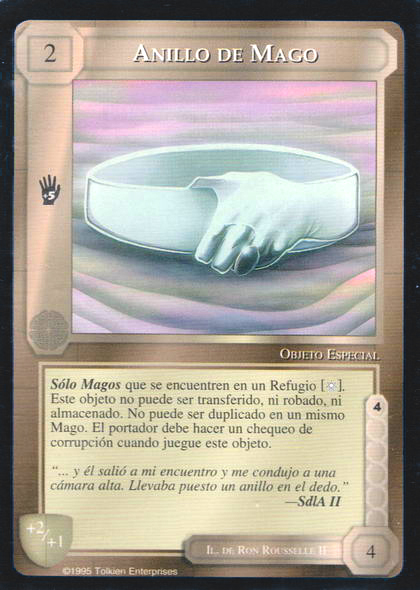 2
ANILLO DE MAGO
+5
OBJETO ESPECIAL
Sólo Magos que se encuentren en un Refugio [☼].
Este objeto no puede ser transferido, ni robado, ni
almacenado. No puede ser duplicado en un mismo
Mago. El portador debe hacer un chequeo de
corrupción cuando juegue este objeto.
4
“... y él salió a mi encuentro y me condujo a una
cámara alta. Llevaba puesto un anillo en el dedo.”
—SdlA II
+2/+1
IL. DE RON ROUSSELLE II
4
©1995 Tolkien Enterprises